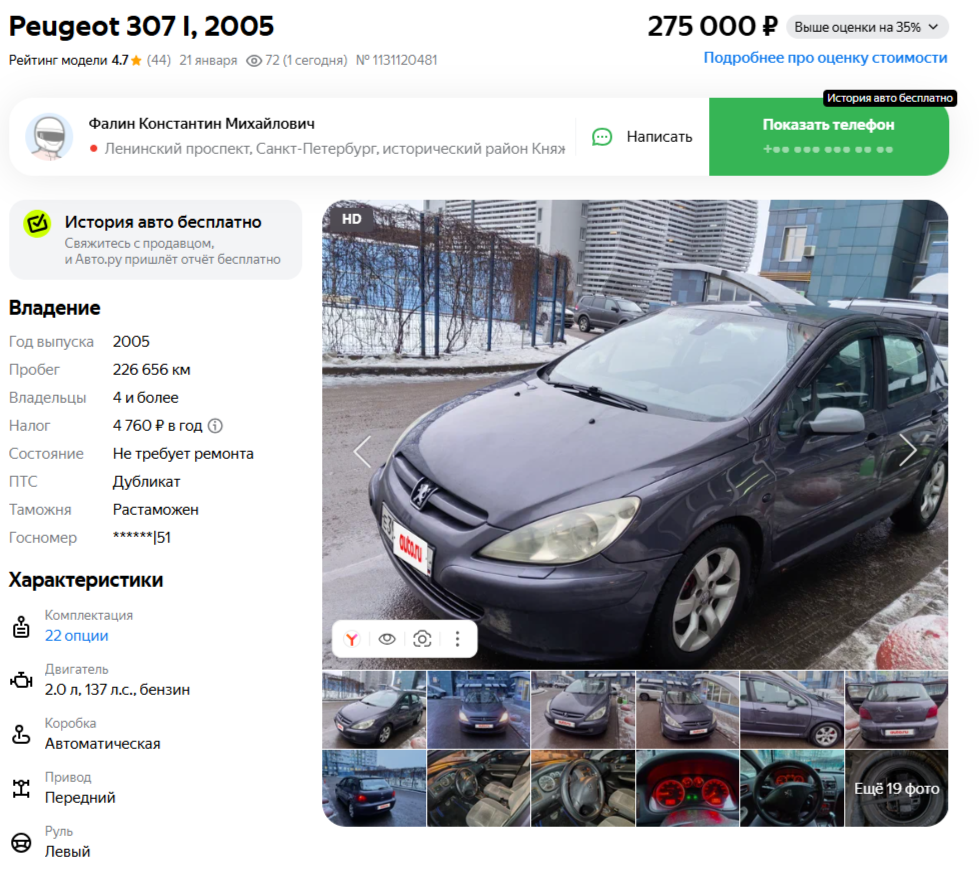 Peugeot 307 I, 2005
275 000 ₽ Выше оценки на 35%
Рейтинг модели 4.7 (44) 21 января 72 (1 сегодня) № 1131120481
Подробнее про оценку стоимости
История авто бесплатно
Фалин Константин Михайлович
Ленинский проспект, Санкт-Петербург, исторический район Княж
Написать
Показать телефон
История авто бесплатно
Свяжитесь с продавцом,
и Авто.ру пришлёт отчёт бесплатно
HD
Владение
Год выпуска 2005
Пробег 226 656 км
Владельцы 4 и более
Налог 4 760 ₽ в год
Состояние Не требует ремонта
ПТС Дубликат
Таможня Растаможен
Госномер ******|51
auto.ru
Характеристики
Комплектация
22 опции
Двигатель
2.0 л, 137 л.с., бензин
Коробка
Автоматическая
Привод
Передний
Руль
Левый
Ещё 19 фото